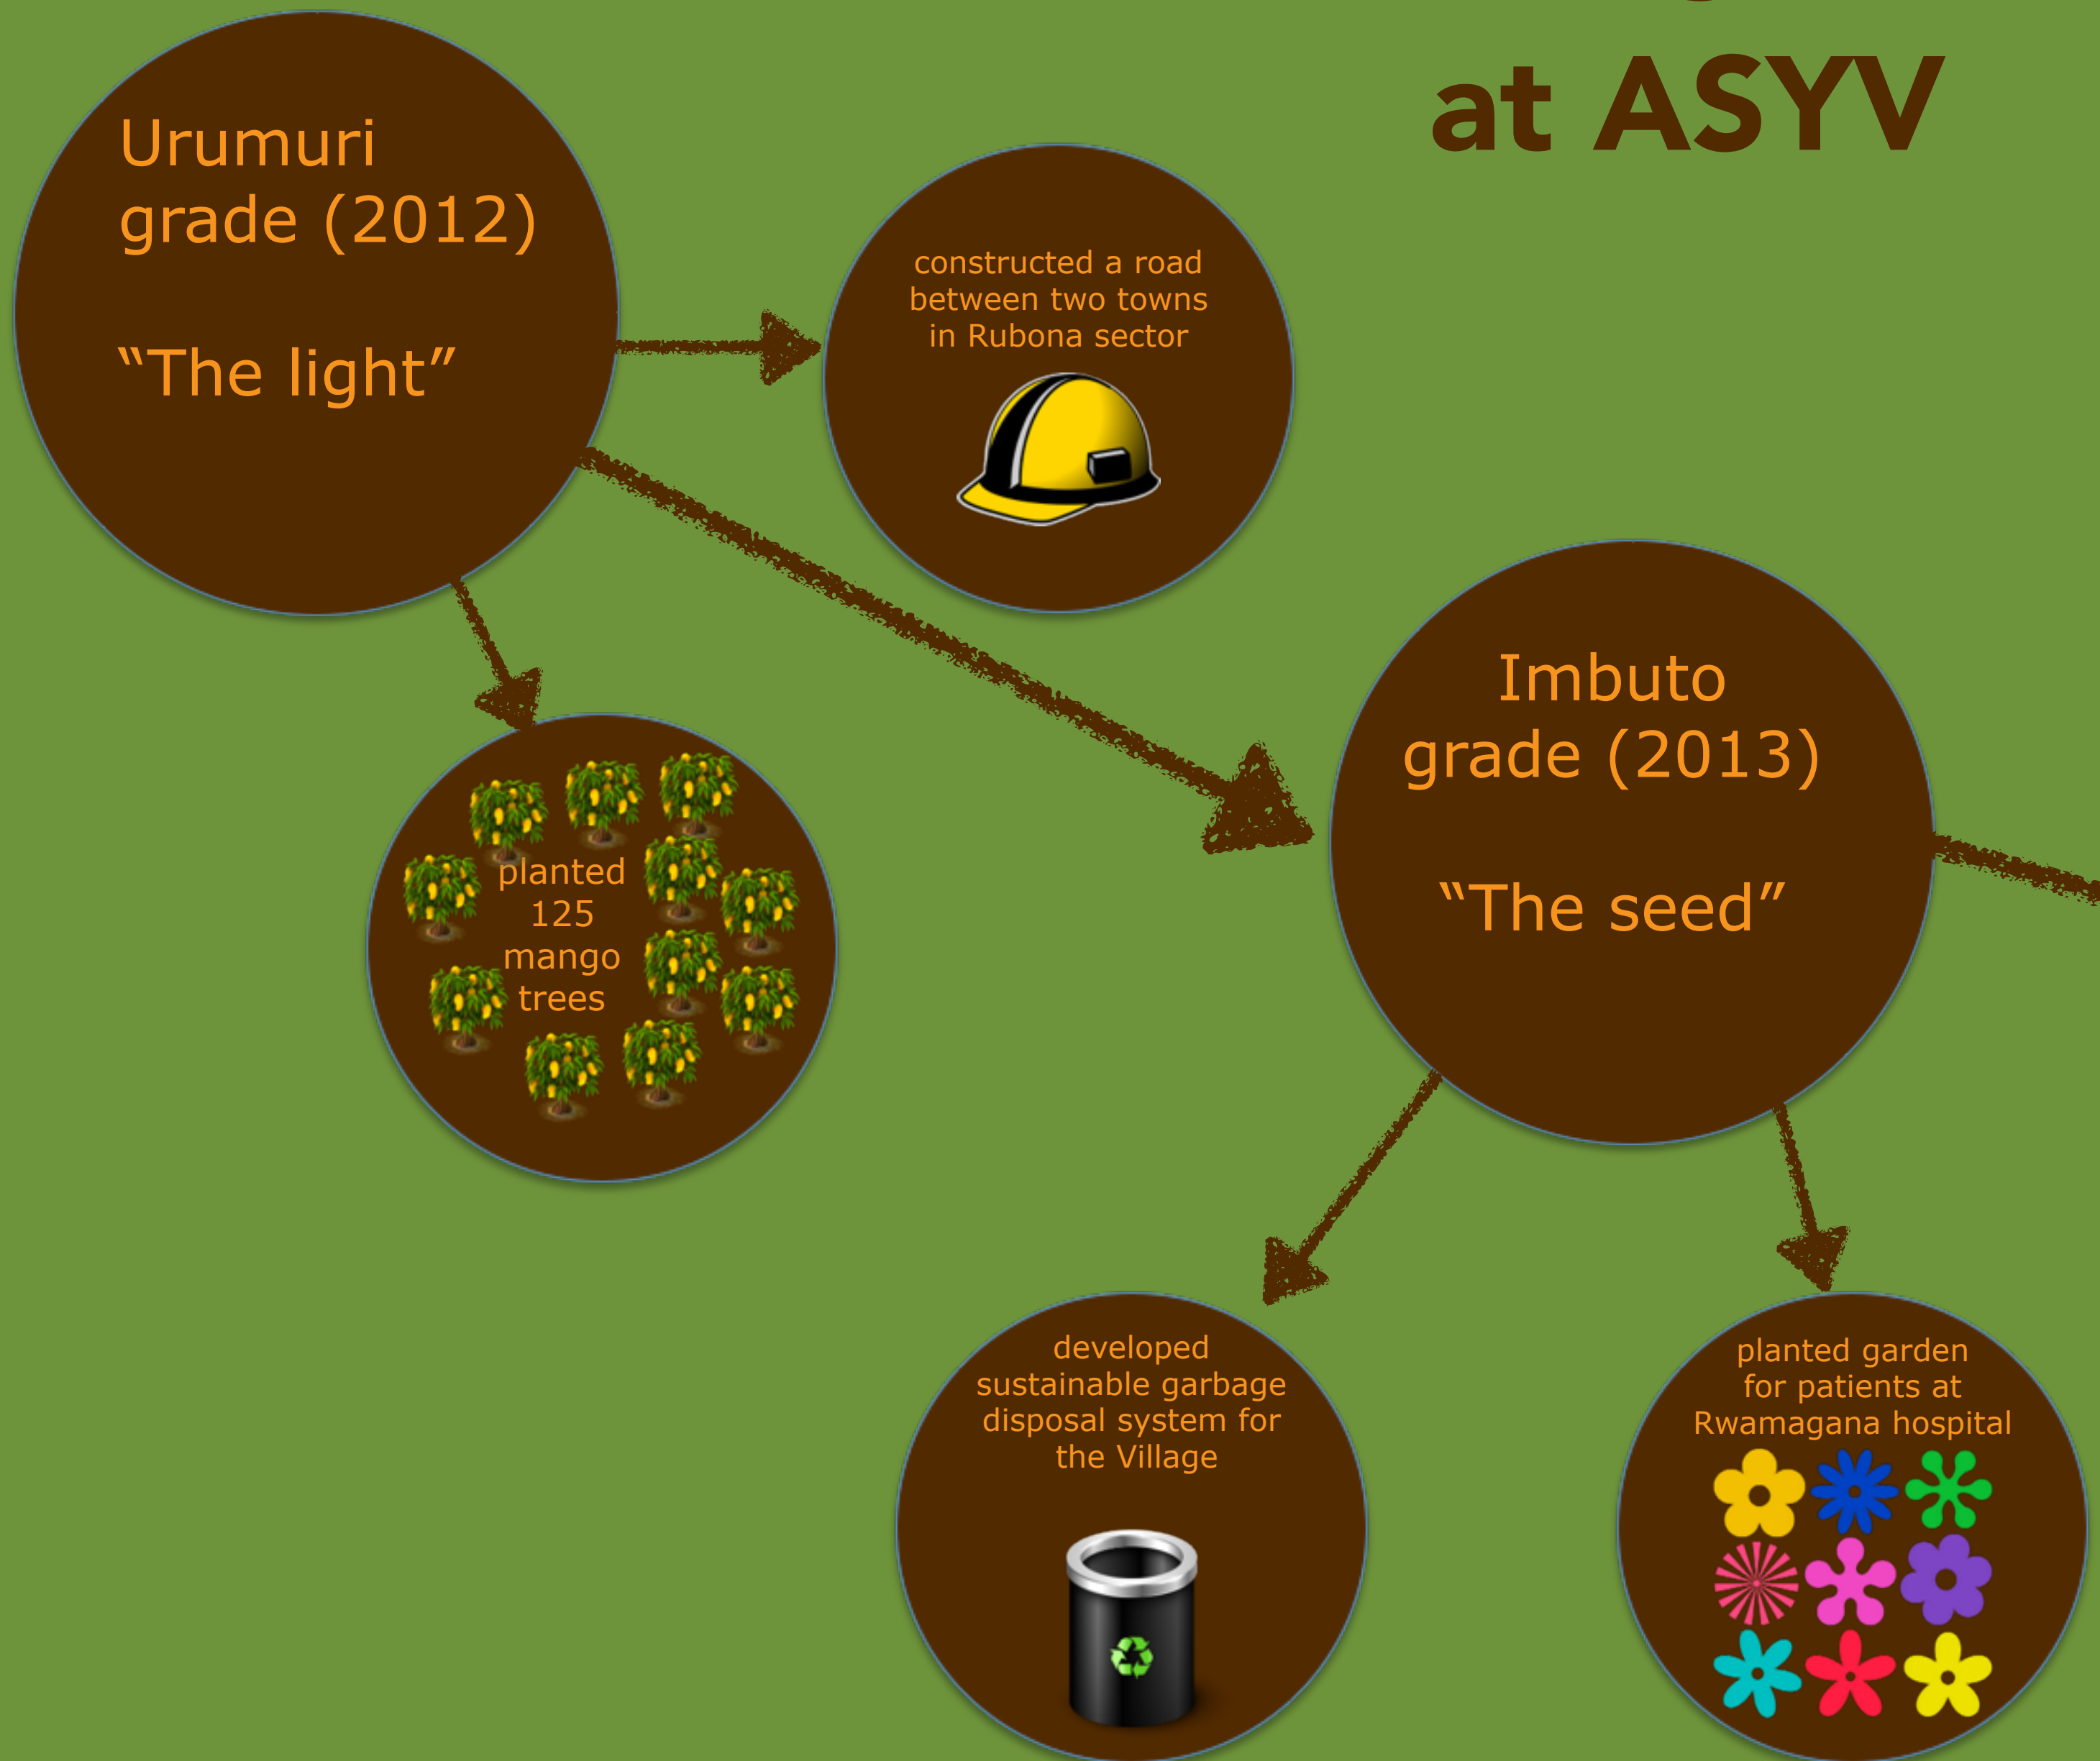 at ASYV
Urumuri
grade (2012)
“The light”
constructed a road
between two towns
in Rubona sector
planted
125
mango
trees
Imbuto
grade (2013)
“The seed”
developed
sustainable garbage
disposal system for
the Village
planted garden
for patients at
Rwamagana hospital